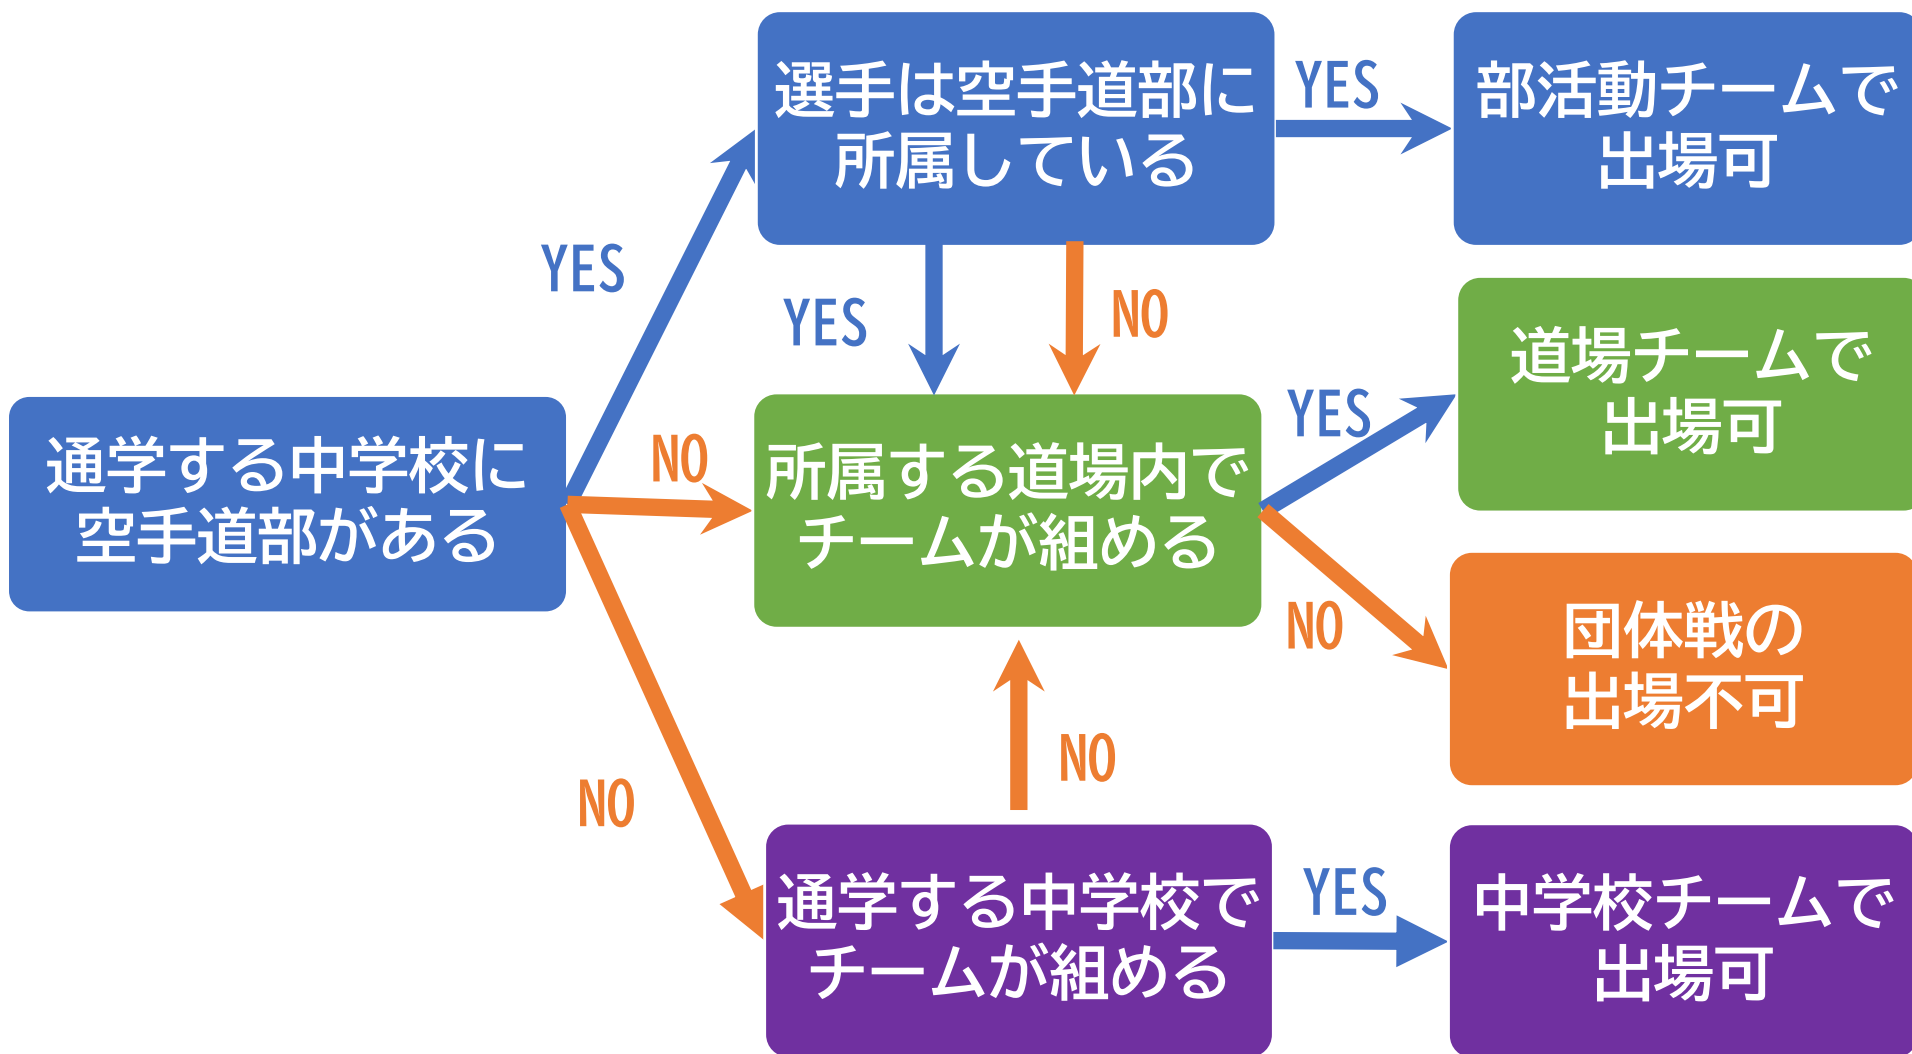 選手は空手道部に
所属している
YES
部活動チームで
出場可
YES
YES
NO
道場チームで
出場可
通学する中学校に
空手道部がある
NO
所属する道場内で
チームが組める
YES
NO
団体戦の
出場不可
NO
NO
通学する中学校で
チームが組める
YES
中学校チームで
出場可